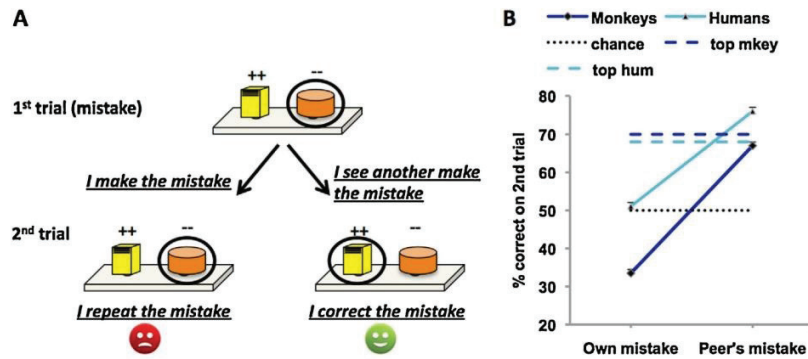 A
++
--
1st trial (mistake)
I make the mistake
I see another make
the mistake
2nd trial
++
--
++
--
I repeat the mistake
I correct the mistake
B
Monkeys
Humans
chance
top mkey
top hum
% correct on 2nd trial
80
70
60
50
40
30
20
Own mistake
Peer's mistake